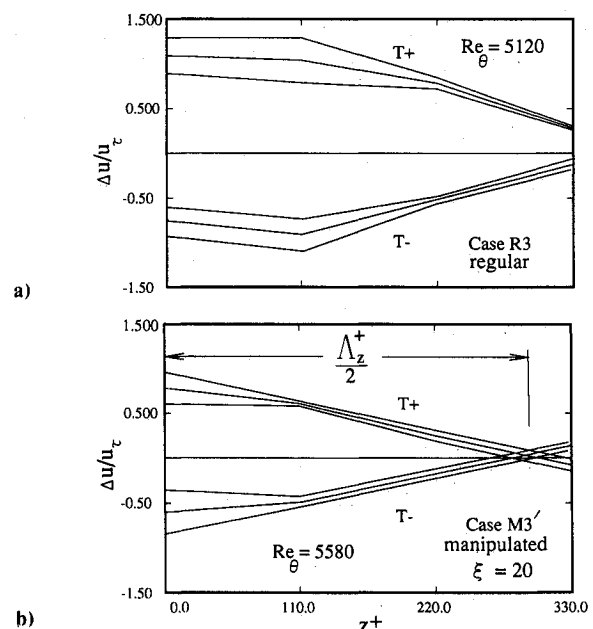 1.500
T+
Re = 5120
θ
0.500
Δu/u_τ
-0.50
T-
Case R3
regular
-1.50
a)
1.500
Λ_z^+
2
T+
0.500
Δu/u_τ
-0.50
T-
Case M3′
manipulated
ξ = 20
Re = 5580
θ
-1.50
0.0 110.0 220.0 330.0
z+
b)